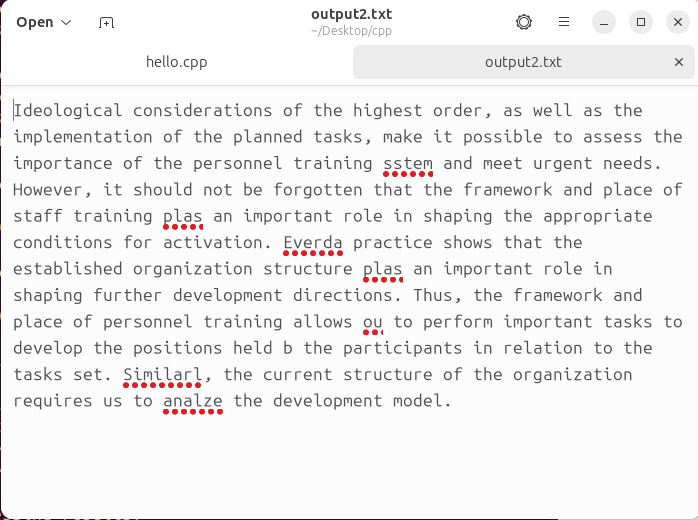 Open
output2.txt
~/Desktop/cpp
hello.cpp
output2.txt
Ideological considerations of the highest order, as well as the
implementation of the planned tasks, make it possible to assess the
importance of the personnel training sstem and meet urgent needs.
However, it should not be forgotten that the framework and place of
staff training plas an important role in shaping the appropriate
conditions for activation. Everda practice shows that the
established organization structure plas an important role in
shaping further development directions. Thus, the framework and
place of personnel training allows ou to perform important tasks to
develop the positions held b the participants in relation to the
tasks set. Similarl, the current structure of the organization
requires us to analze the development model.